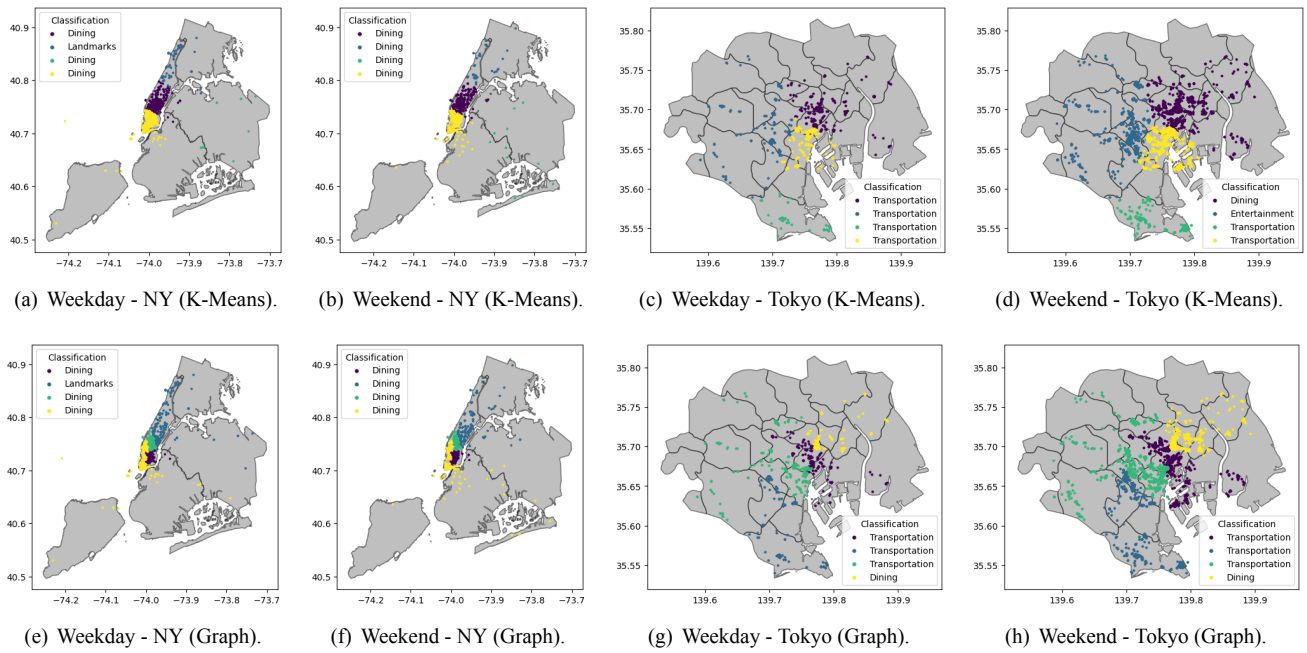 40.9
40.8
40.7
40.6
40.5
−74.2
−74.1
−74.0
−73.9
−73.8
−73.7
Classification
Dining
Landmarks
Dining
Dining
(a) Weekday - NY (K-Means).
40.9
40.8
40.7
40.6
40.5
−74.2
−74.1
−74.0
−73.9
−73.8
−73.7
Classification
Dining
Dining
Dining
Dining
(b) Weekend - NY (K-Means).
35.80
35.75
35.70
35.65
35.60
35.55
139.6
139.7
139.8
139.9
Classification
Transportation
Transportation
Transportation
Transportation
(c) Weekday - Tokyo (K-Means).
35.80
35.75
35.70
35.65
35.60
35.55
139.6
139.7
139.8
139.9
Classification
Dining
Entertainment
Transportation
Transportation
(d) Weekend - Tokyo (K-Means).
40.9
40.8
40.7
40.6
40.5
−74.2
−74.1
−74.0
−73.9
−73.8
−73.7
Classification
Dining
Landmarks
Dining
Dining
(e) Weekday - NY (Graph).
40.9
40.8
40.7
40.6
40.5
−74.2
−74.1
−74.0
−73.9
−73.8
−73.7
Classification
Dining
Dining
Dining
Dining
(f) Weekend - NY (Graph).
35.80
35.75
35.70
35.65
35.60
35.55
139.6
139.7
139.8
139.9
Classification
Transportation
Transportation
Transportation
Dining
(g) Weekday - Tokyo (Graph).
35.80
35.75
35.70
35.65
35.60
35.55
139.6
139.7
139.8
139.9
Classification
Transportation
Transportation
Transportation
Dining
(h) Weekend - Tokyo (Graph).